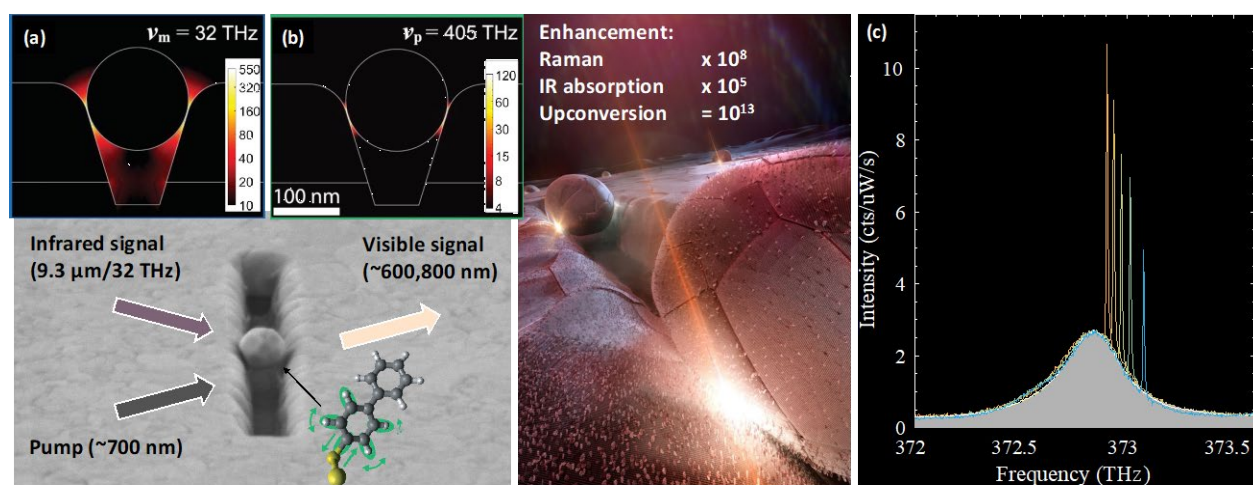 (a)
νm = 32 THz
550
320
160
80
40
20
10
(b)
νp = 405 THz
120
60
30
15
8
4
100 nm
Enhancement:
Raman x 10⁸
IR absorption x 10⁵
Upconversion = 10¹³
Infrared signal
(9.3 μm/32 THz)
Visible signal
(~600,800 nm)
Pump (~700 nm)
(c)
Intensity (cts/uW/s)
10
8
6
4
2
0
372 372.5 373 373.5
Frequency (THz)